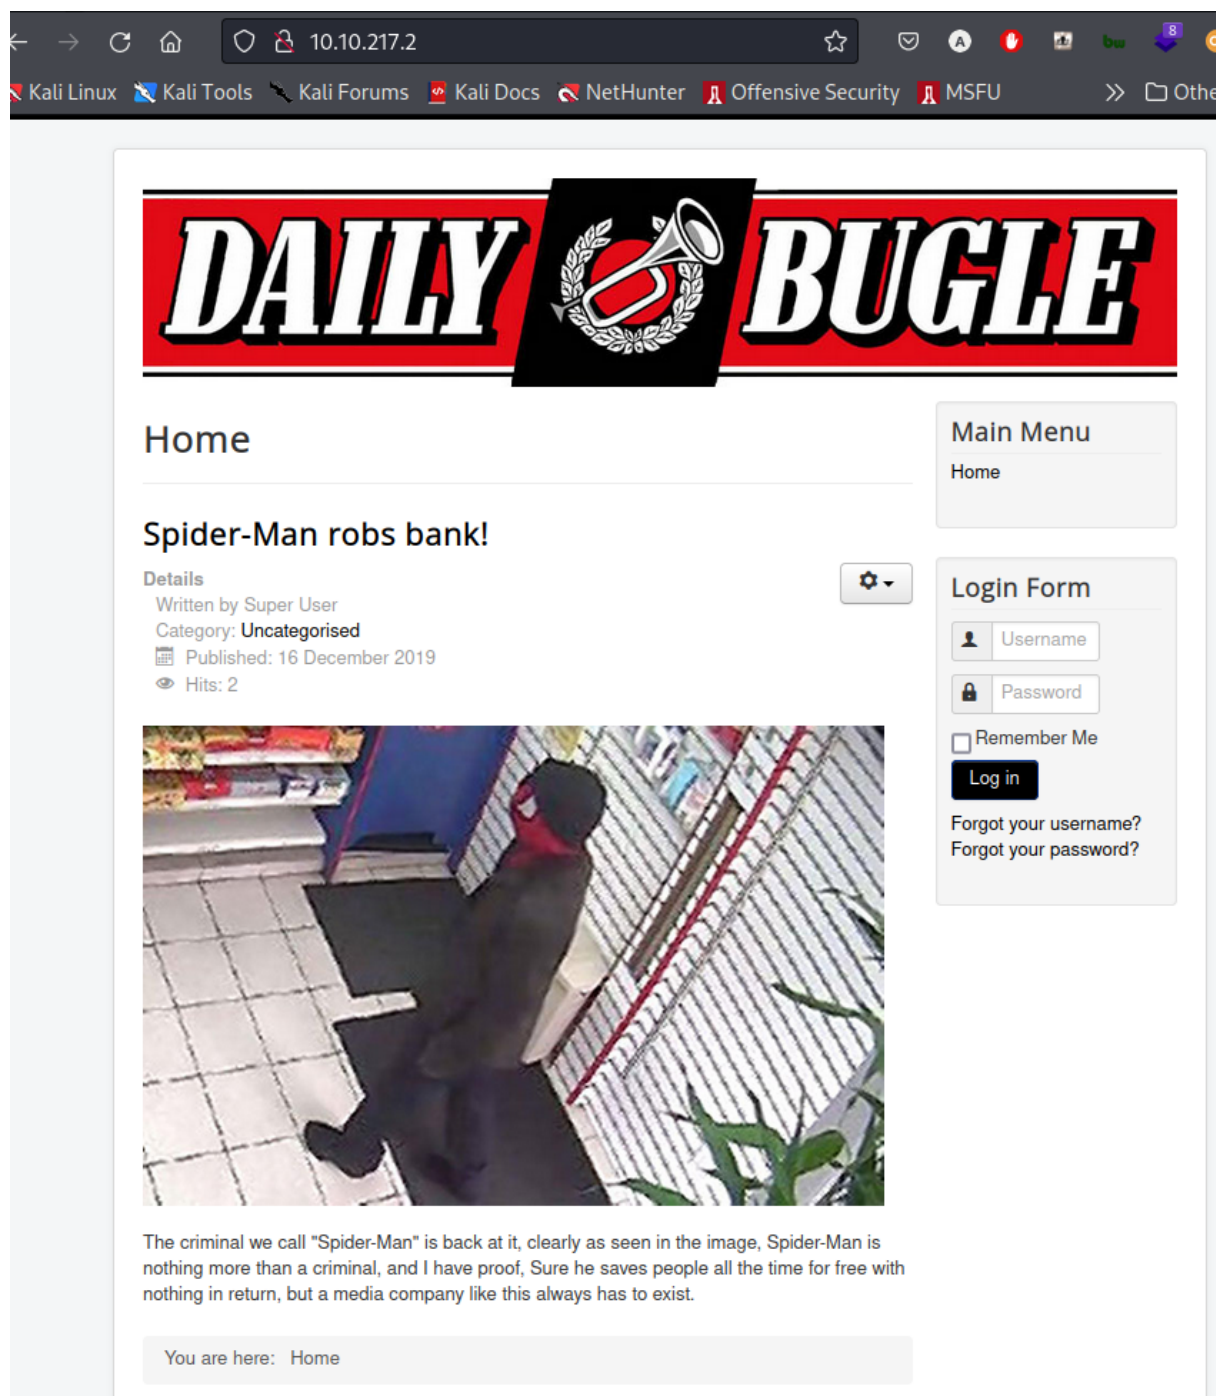 10.10.217.2
8
Kali Linux Kali Tools Kali Forums Kali Docs NetHunter Offensive Security MSFU Othe
DAILY BUGLE
Home
Spider-Man robs bank!
Details
Written by Super User
Category: Uncategorised
Published: 16 December 2019
Hits: 2
The criminal we call "Spider-Man" is back at it, clearly as seen in the image, Spider-Man is
nothing more than a criminal, and I have proof, Sure he saves people all the time for free with
nothing in return, but a media company like this always has to exist.
You are here: Home
Main Menu
Home
Login Form
Username
Password
Remember Me
Log in
Forgot your username?
Forgot your password?